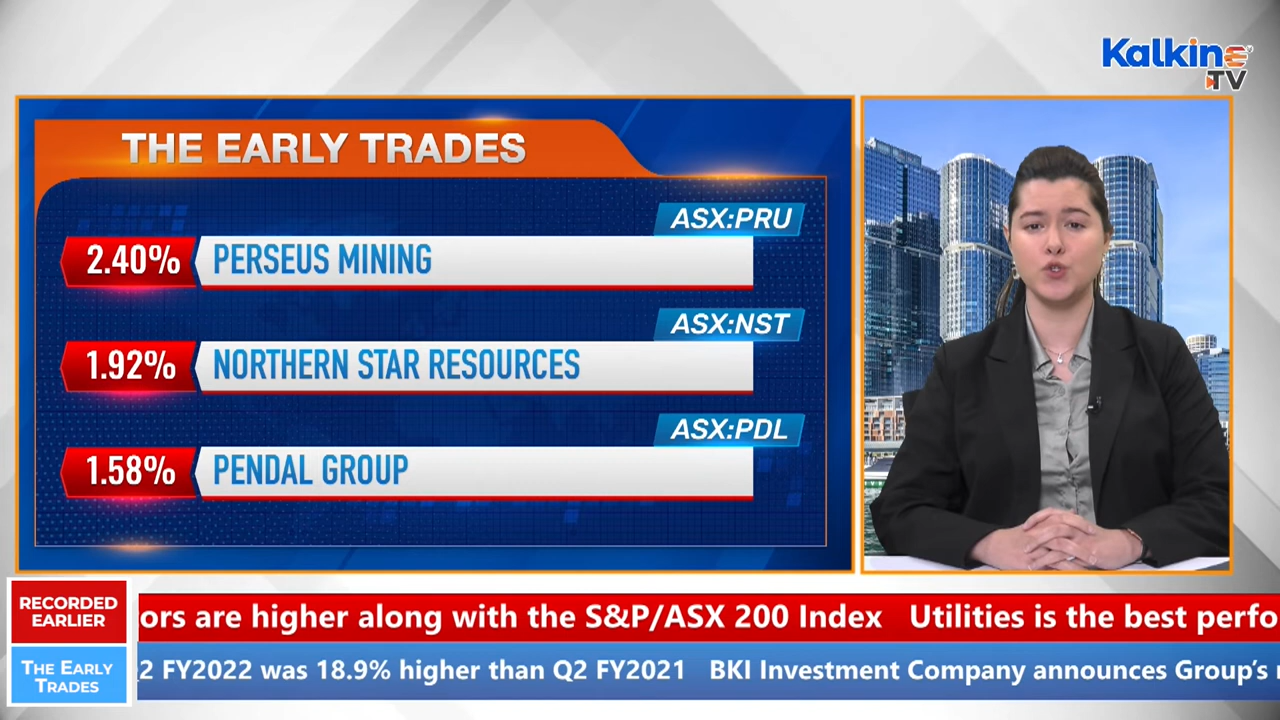 Kalkine
TV
THE EARLY TRADES
ASX:PRU
2.40% PERSEUS MINING
ASX:NST
1.92% NORTHERN STAR RESOURCES
ASX:PDL
1.58% PENDAL GROUP
RECORDED
EARLIER
ors are higher along with the S&P/ASX 200 Index Utilities is the best perfo
THE EARLY
TRADES
2 FY2022 was 18.9% higher than Q2 FY2021 BKI Investment Company announces Group's